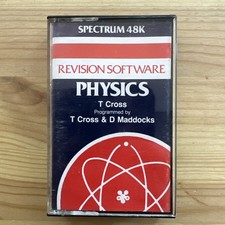 SPECTRUM 48K
REVISION SOFTWARE
PHYSICS
T Cross
Programmed by
T Cross & D Maddocks